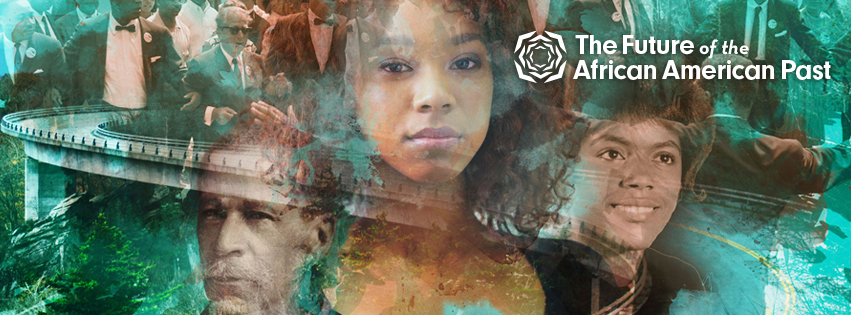 The Future of the
African American Past